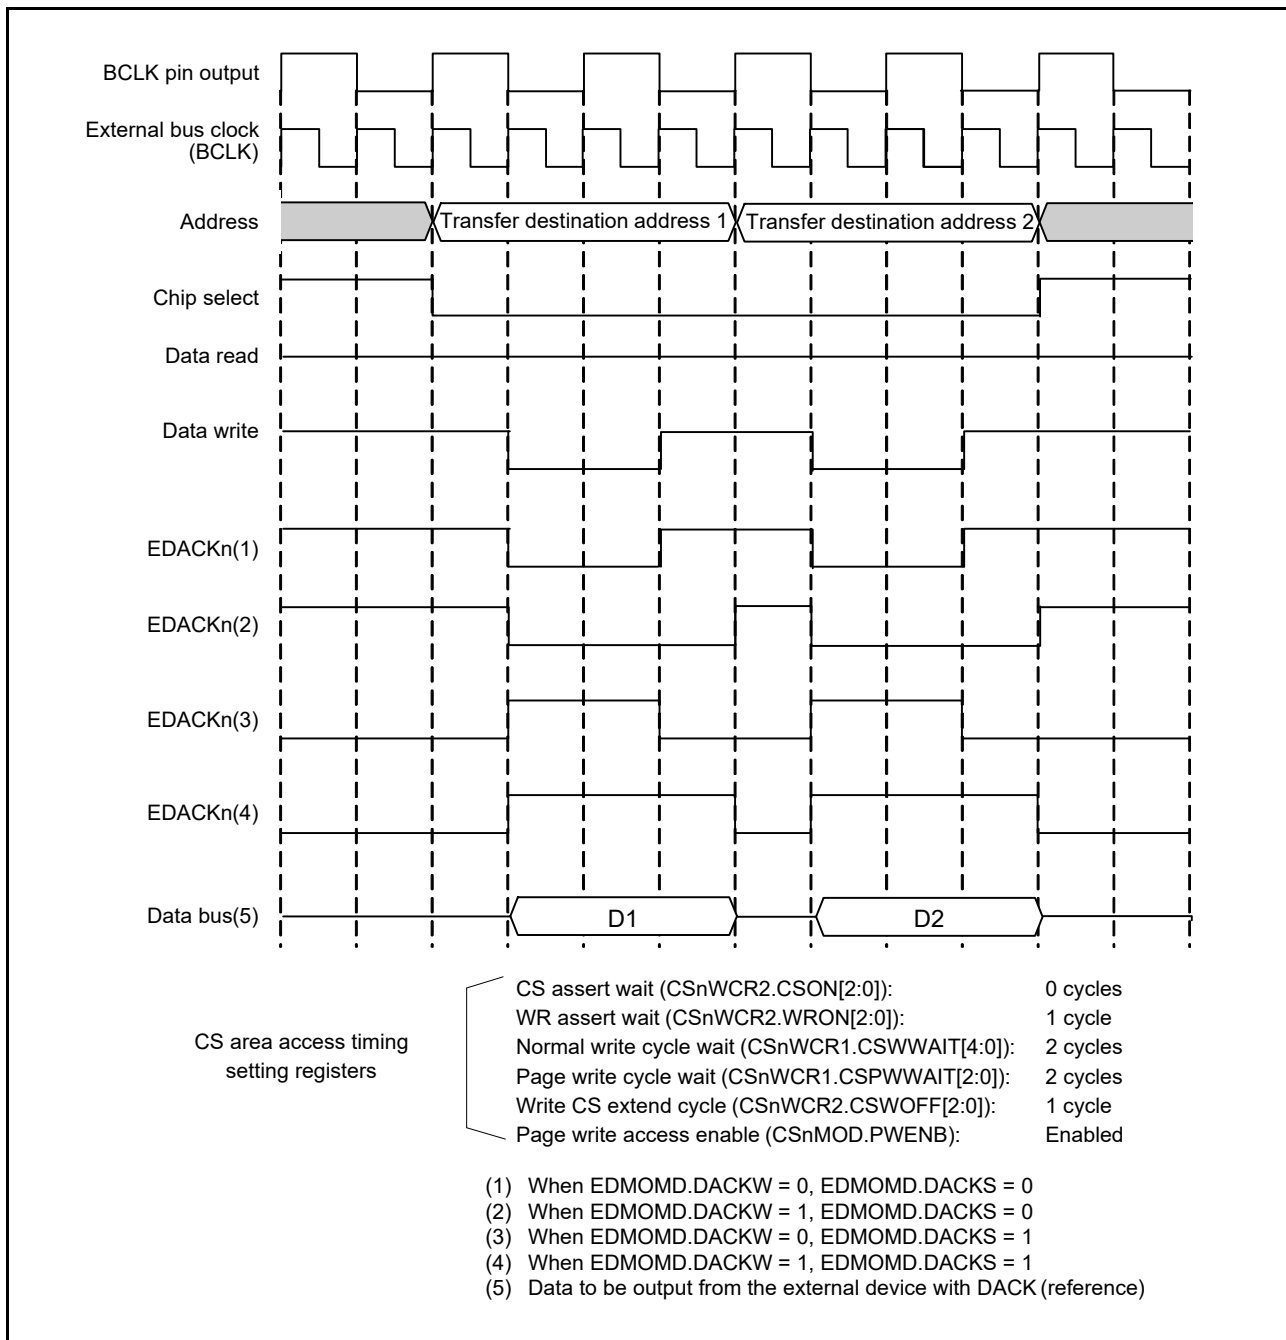 BCLK pin output
External bus clock
(BCLK)
Address
Transfer destination address 1
Transfer destination address 2
Chip select
Data read
Data write
EDACKn(1)
EDACKn(2)
EDACKn(3)
EDACKn(4)
Data bus(5)
D1
D2
CS area access timing
setting registers
CS assert wait (CSnWCR2.CSON[2:0]): 0 cycles
WR assert wait (CSnWCR2.WRON[2:0]): 1 cycle
Normal write cycle wait (CSnWCR1.CSWWAIT[4:0]): 2 cycles
Page write cycle wait (CSnWCR1.CSPWWAIT[2:0]): 2 cycles
Write CS extend cycle (CSnWCR2.CSWOFF[2:0]): 1 cycle
Page write access enable (CSnMOD.PWENB): Enabled
(1) When EDMOMD.DACKW = 0, EDMOMD.DACKS = 0
(2) When EDMOMD.DACKW = 1, EDMOMD.DACKS = 0
(3) When EDMOMD.DACKW = 0, EDMOMD.DACKS = 1
(4) When EDMOMD.DACKW = 1, EDMOMD.DACKS = 1
(5) Data to be output from the external device with DACK (reference)